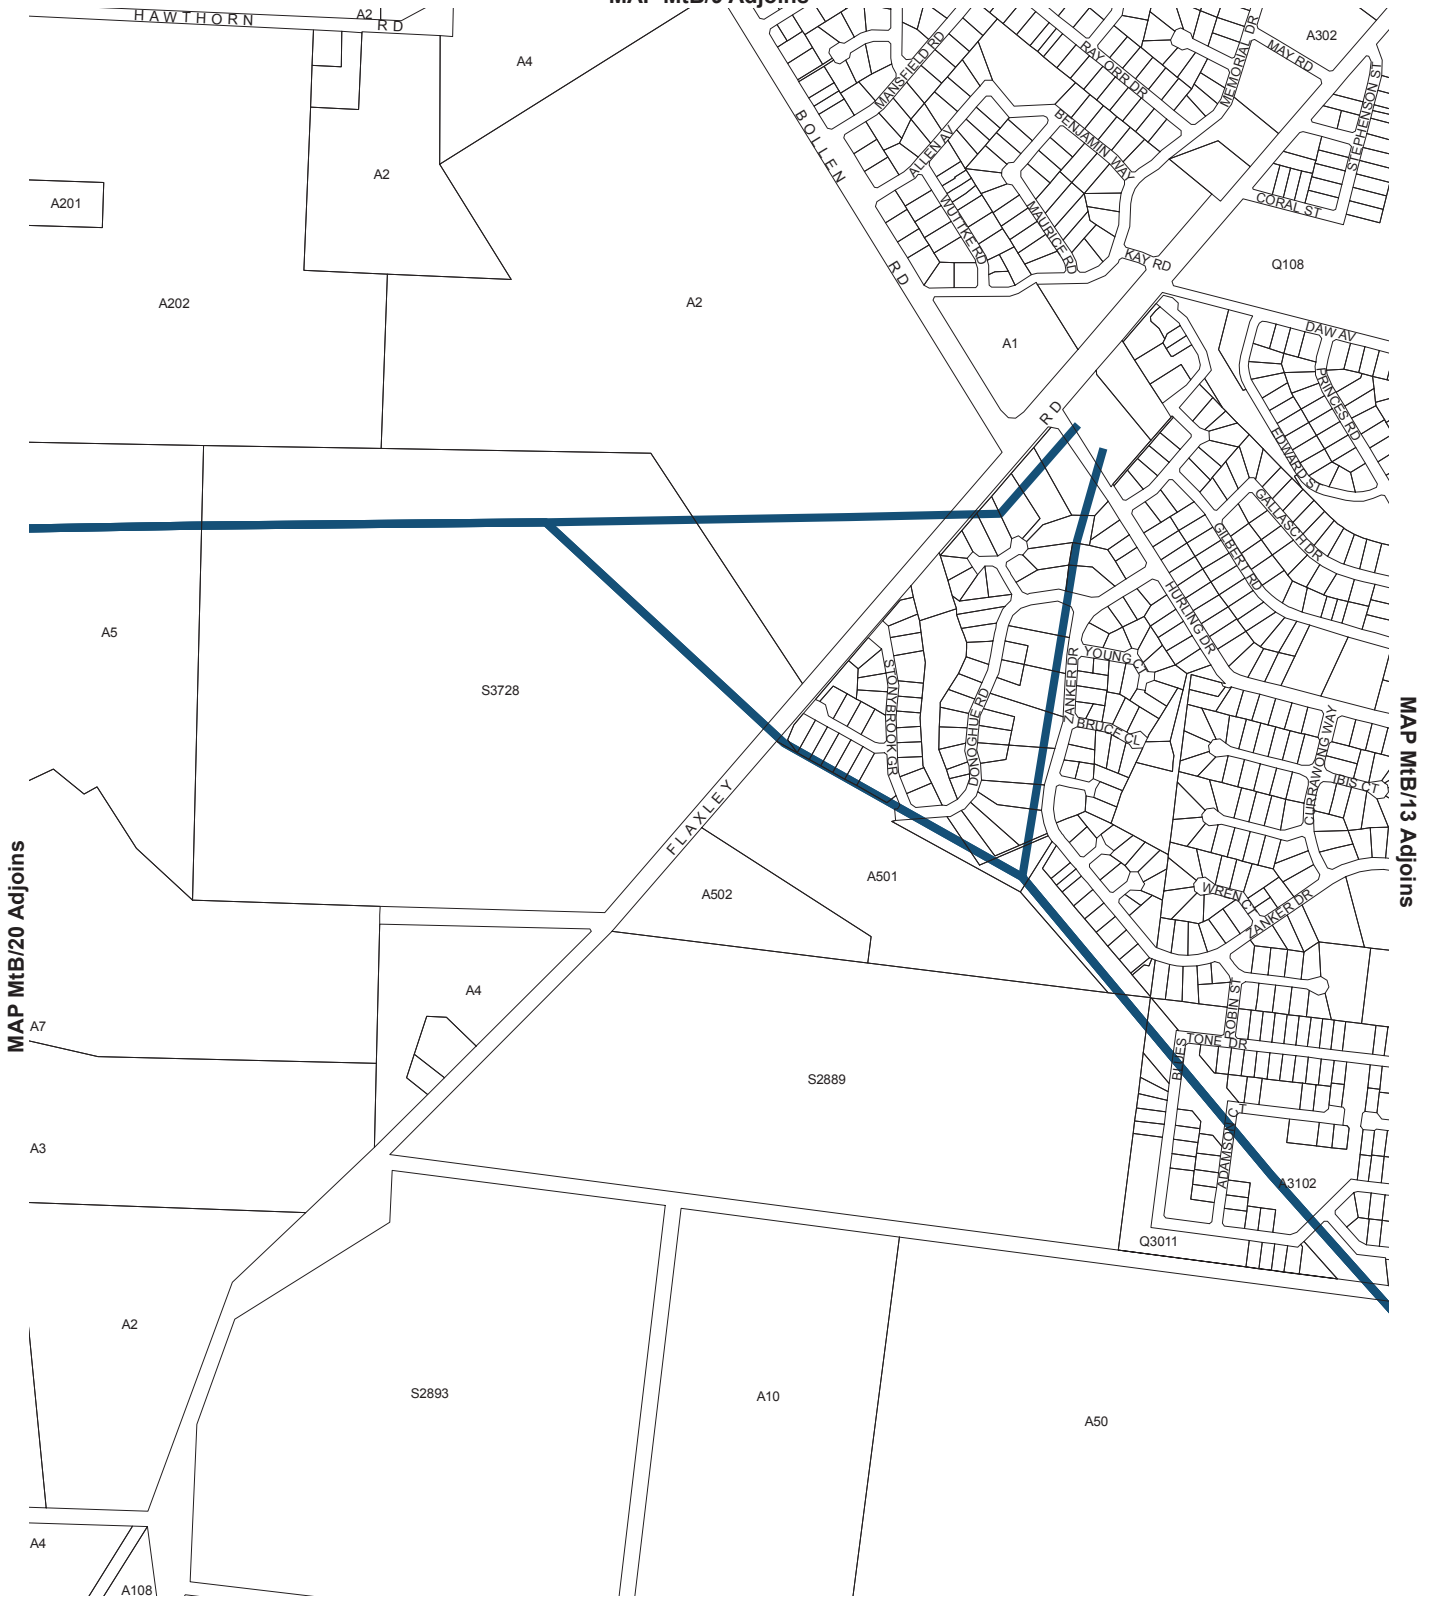 HAWTHORN RD
A2
A4
A302
MAY RD
MEMORIAL DR
RAY ORR DR
MANSFIELD RD
STEPHENSON ST
BOLLEN RD
ALLEN AV
BENJAMIN WAY
A2
A201
WUTTKE RD
MAURICE RD
CORAL ST
KAY RD
Q108
A202
A2
A1
DAW AV
PRINCES RD
RD
EDWARD ST
GALLASCH DR
GILBERT RD
HURLING DR
A5
S3728
STONYBROOK GR
DONOGHUE RD
ZANKER DR
YOUNG CT
BRUCE CL
CURRAWONG WAY
IBIS CT
MAP MtB/13 Adjoins
FLAXLEY
A501
A502
WREN CT
ZANKER DR
MAP MtB/20 Adjoins
A4
A7
ROBIN ST
BLUES TONE DR
S2889
A3
ADAMSON CT
A3102
Q3011
A2
S2893
A10
A50
A4
A108